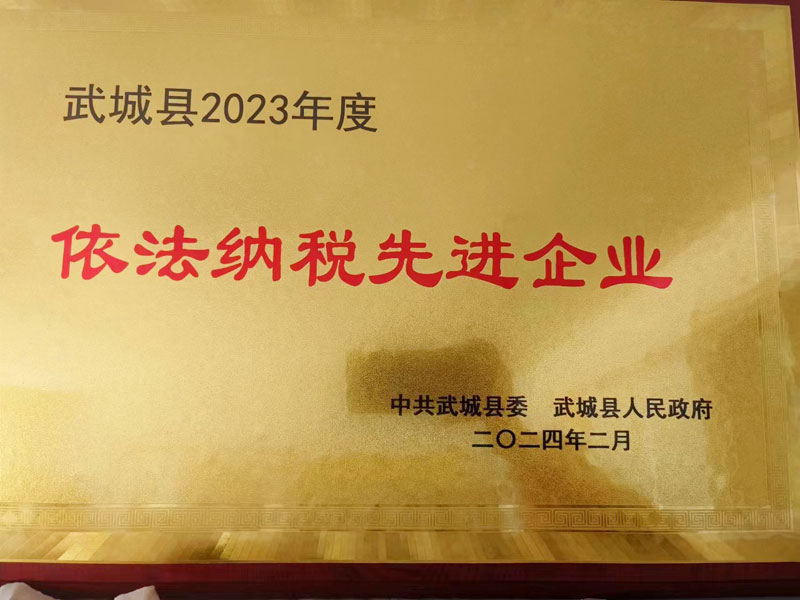 武城县2023年度
依法纳税先进企业
中共武城县委 武城县人民政府
二〇二四年二月